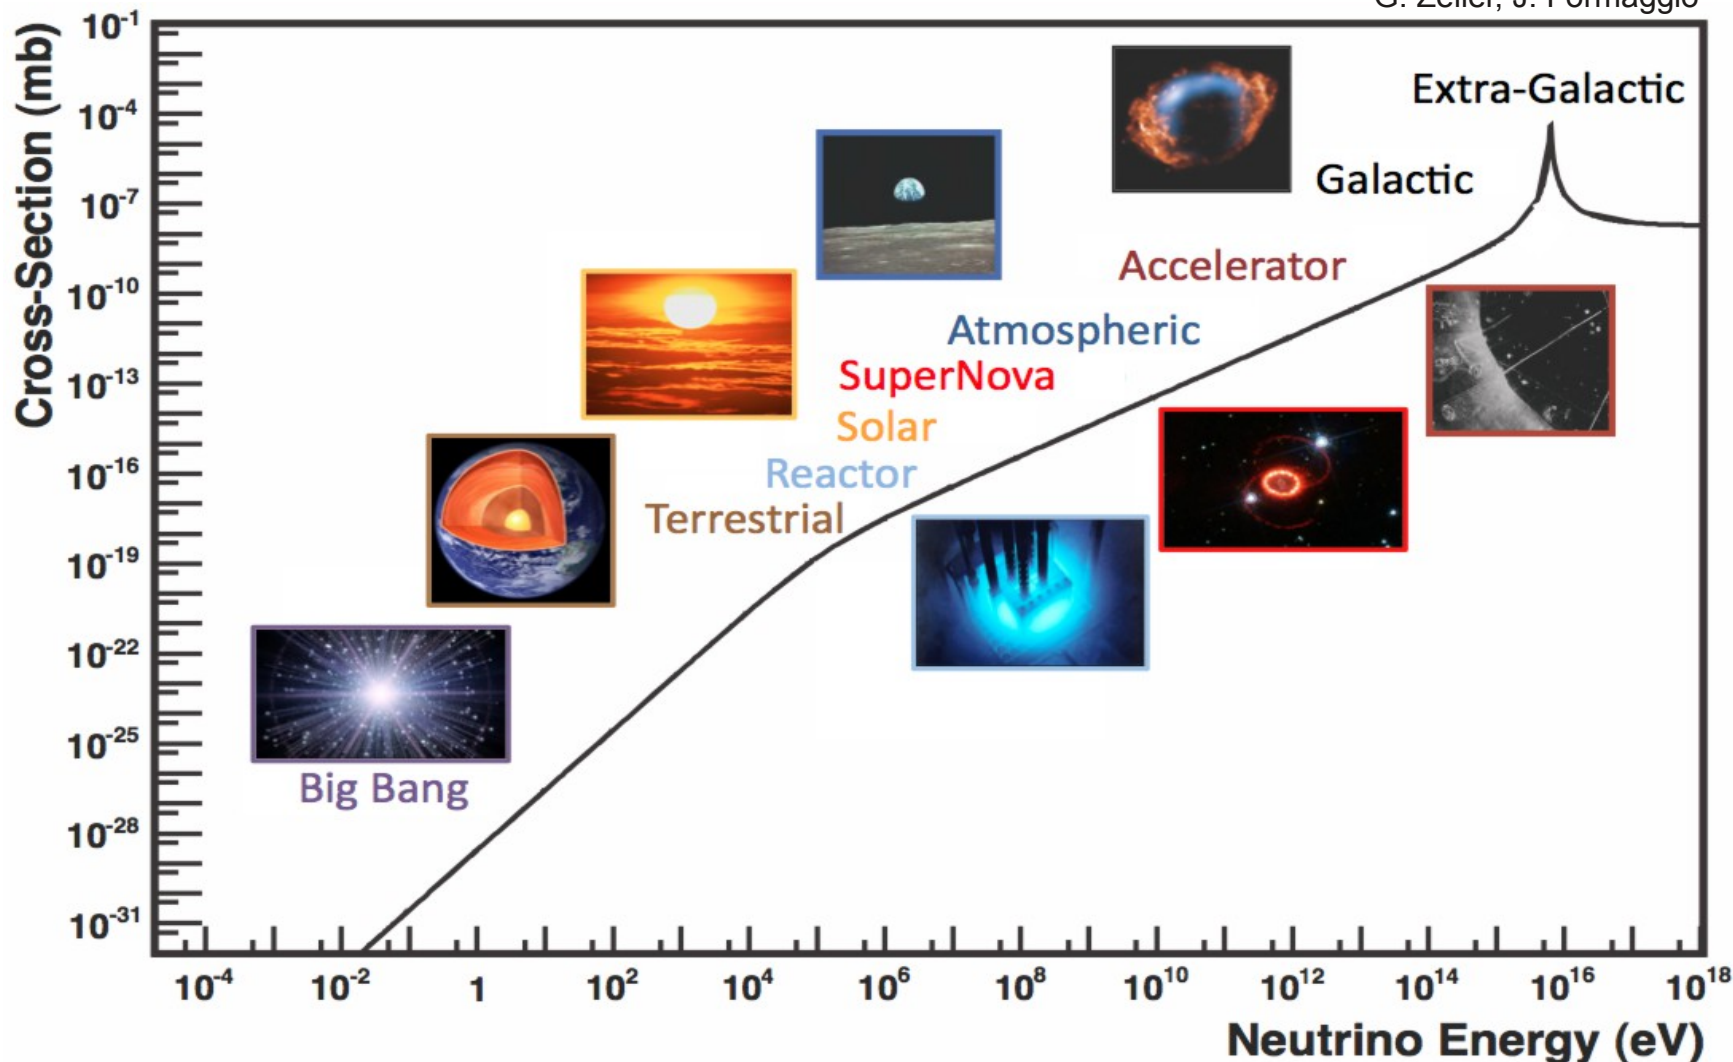 G. Zeller, J. Formaggio
Cross-Section (mb)
10⁻¹
10⁻⁴
10⁻⁷
10⁻¹⁰
10⁻¹³
10⁻¹⁶
10⁻¹⁹
10⁻²²
10⁻²⁵
10⁻²⁸
10⁻³¹
Extra-Galactic
Galactic
Accelerator
Atmospheric
SuperNova
Solar
Reactor
Terrestrial
Big Bang
10⁻⁴ 10⁻² 1 10² 10⁴ 10⁶ 10⁸ 10¹⁰ 10¹² 10¹⁴ 10¹⁶ 10¹⁸
Neutrino Energy (eV)